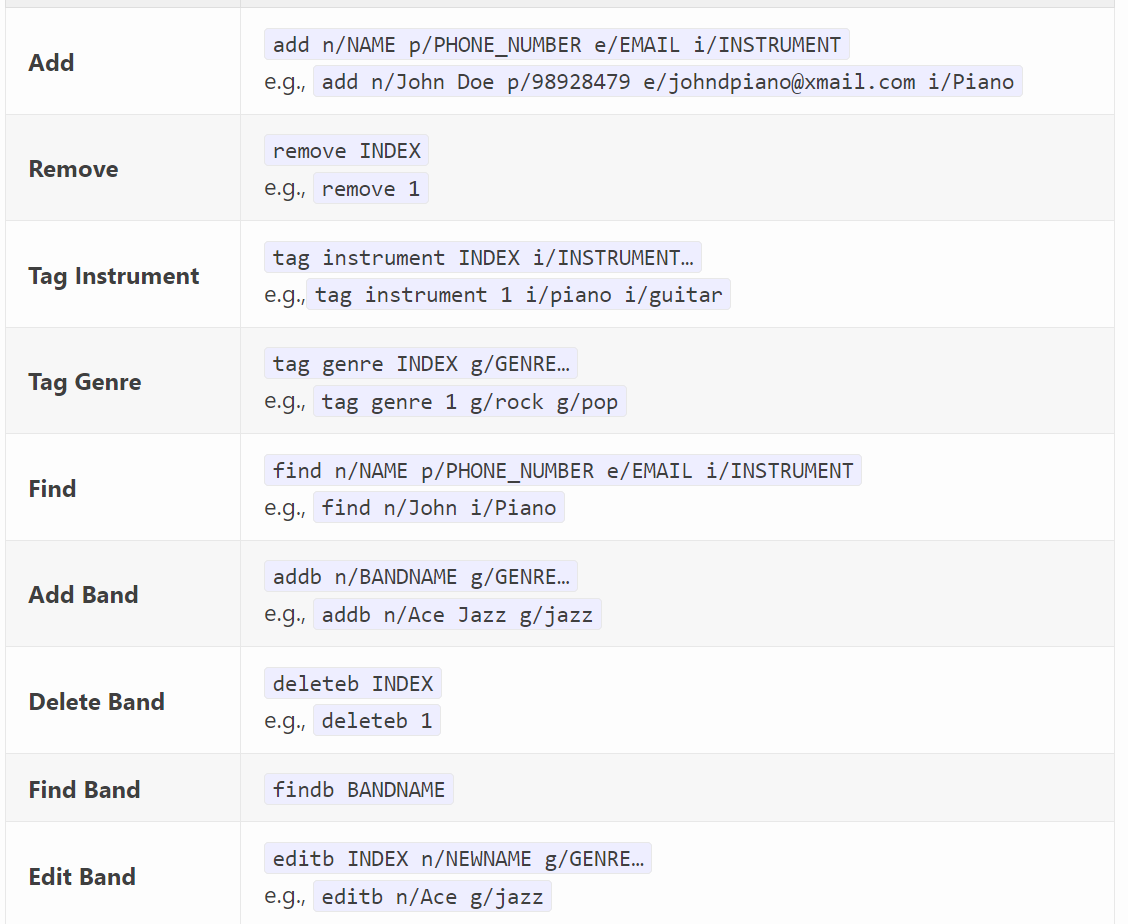 Add
add n/NAME p/PHONE_NUMBER e/EMAIL i/INSTRUMENT
e.g., add n/John Doe p/98928479 e/johndpiano@xmail.com i/Piano
Remove
remove INDEX
e.g., remove 1
Tag Instrument
tag instrument INDEX i/INSTRUMENT…
e.g., tag instrument 1 i/piano i/guitar
Tag Genre
tag genre INDEX g/GENRE…
e.g., tag genre 1 g/rock g/pop
Find
find n/NAME p/PHONE_NUMBER e/EMAIL i/INSTRUMENT
e.g., find n/John i/Piano
Add Band
addb n/BANDNAME g/GENRE…
e.g., addb n/Ace Jazz g/jazz
Delete Band
deleteb INDEX
e.g., deleteb 1
Find Band
findb BANDNAME
Edit Band
editb INDEX n/NEWNAME g/GENRE…
e.g., editb n/Ace g/jazz